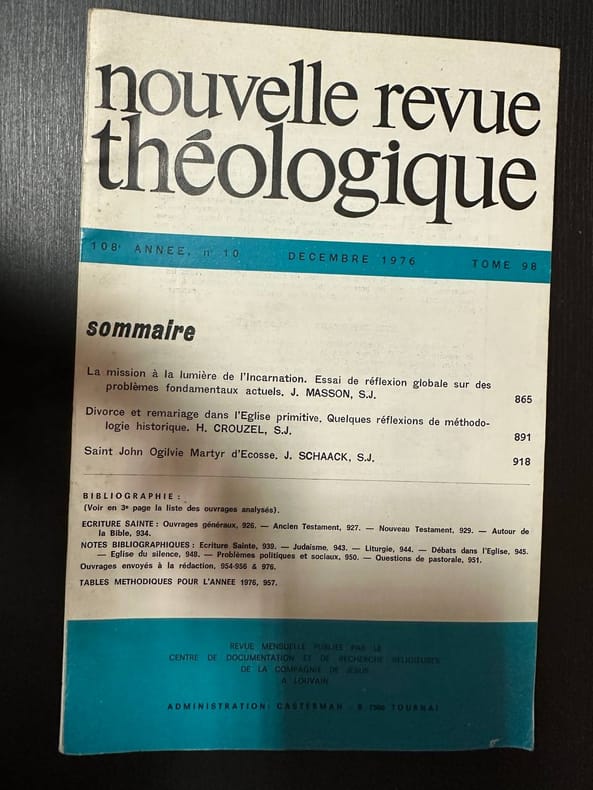 nouvelle revue
théologique
108e ANNEE, n° 10 DECEMBRE 1976 TOME 98
sommaire
La mission à la lumière de l'Incarnation. Essai de réflexion globale sur des
problèmes fondamentaux actuels. J. MASSON, S.J. 865
Divorce et remariage dans l'Eglise primitive. Quelques réflexions de méthodo-
logie historique. H. CROUZEL, S.J. 891
Saint John Ogilvie Martyr d'Ecosse. J. SCHAACK, S.J. 918
BIBLIOGRAPHIE :
(Voir en 3e page la liste des ouvrages analysés).
ECRITURE SAINTE : Ouvrages généraux, 926. — Ancien Testament, 927. — Nouveau Testament, 929. — Autour de
la Bible, 934.
NOTES BIBLIOGRAPHIQUES : Ecriture Sainte, 939. — Judaïsme, 943. — Liturgie, 944. — Débats dans l'Eglise, 945.
— Eglise du silence, 948. — Problèmes politiques et sociaux, 950. — Questions de pastorale, 951.
Ouvrages envoyés à la rédaction, 954-956 & 976.
TABLES METHODIQUES POUR L'ANNEE 1976, 957.
REVUE MENSUELLE PUBLIEE PAR LE
CENTRE DE DOCUMENTATION ET DE RECHERCHE RELIGIEUSES
DE LA COMPAGNIE DE JESUS
A LOUVAIN
ADMINISTRATION: CASTERMAN - B 7500 TOURNAI